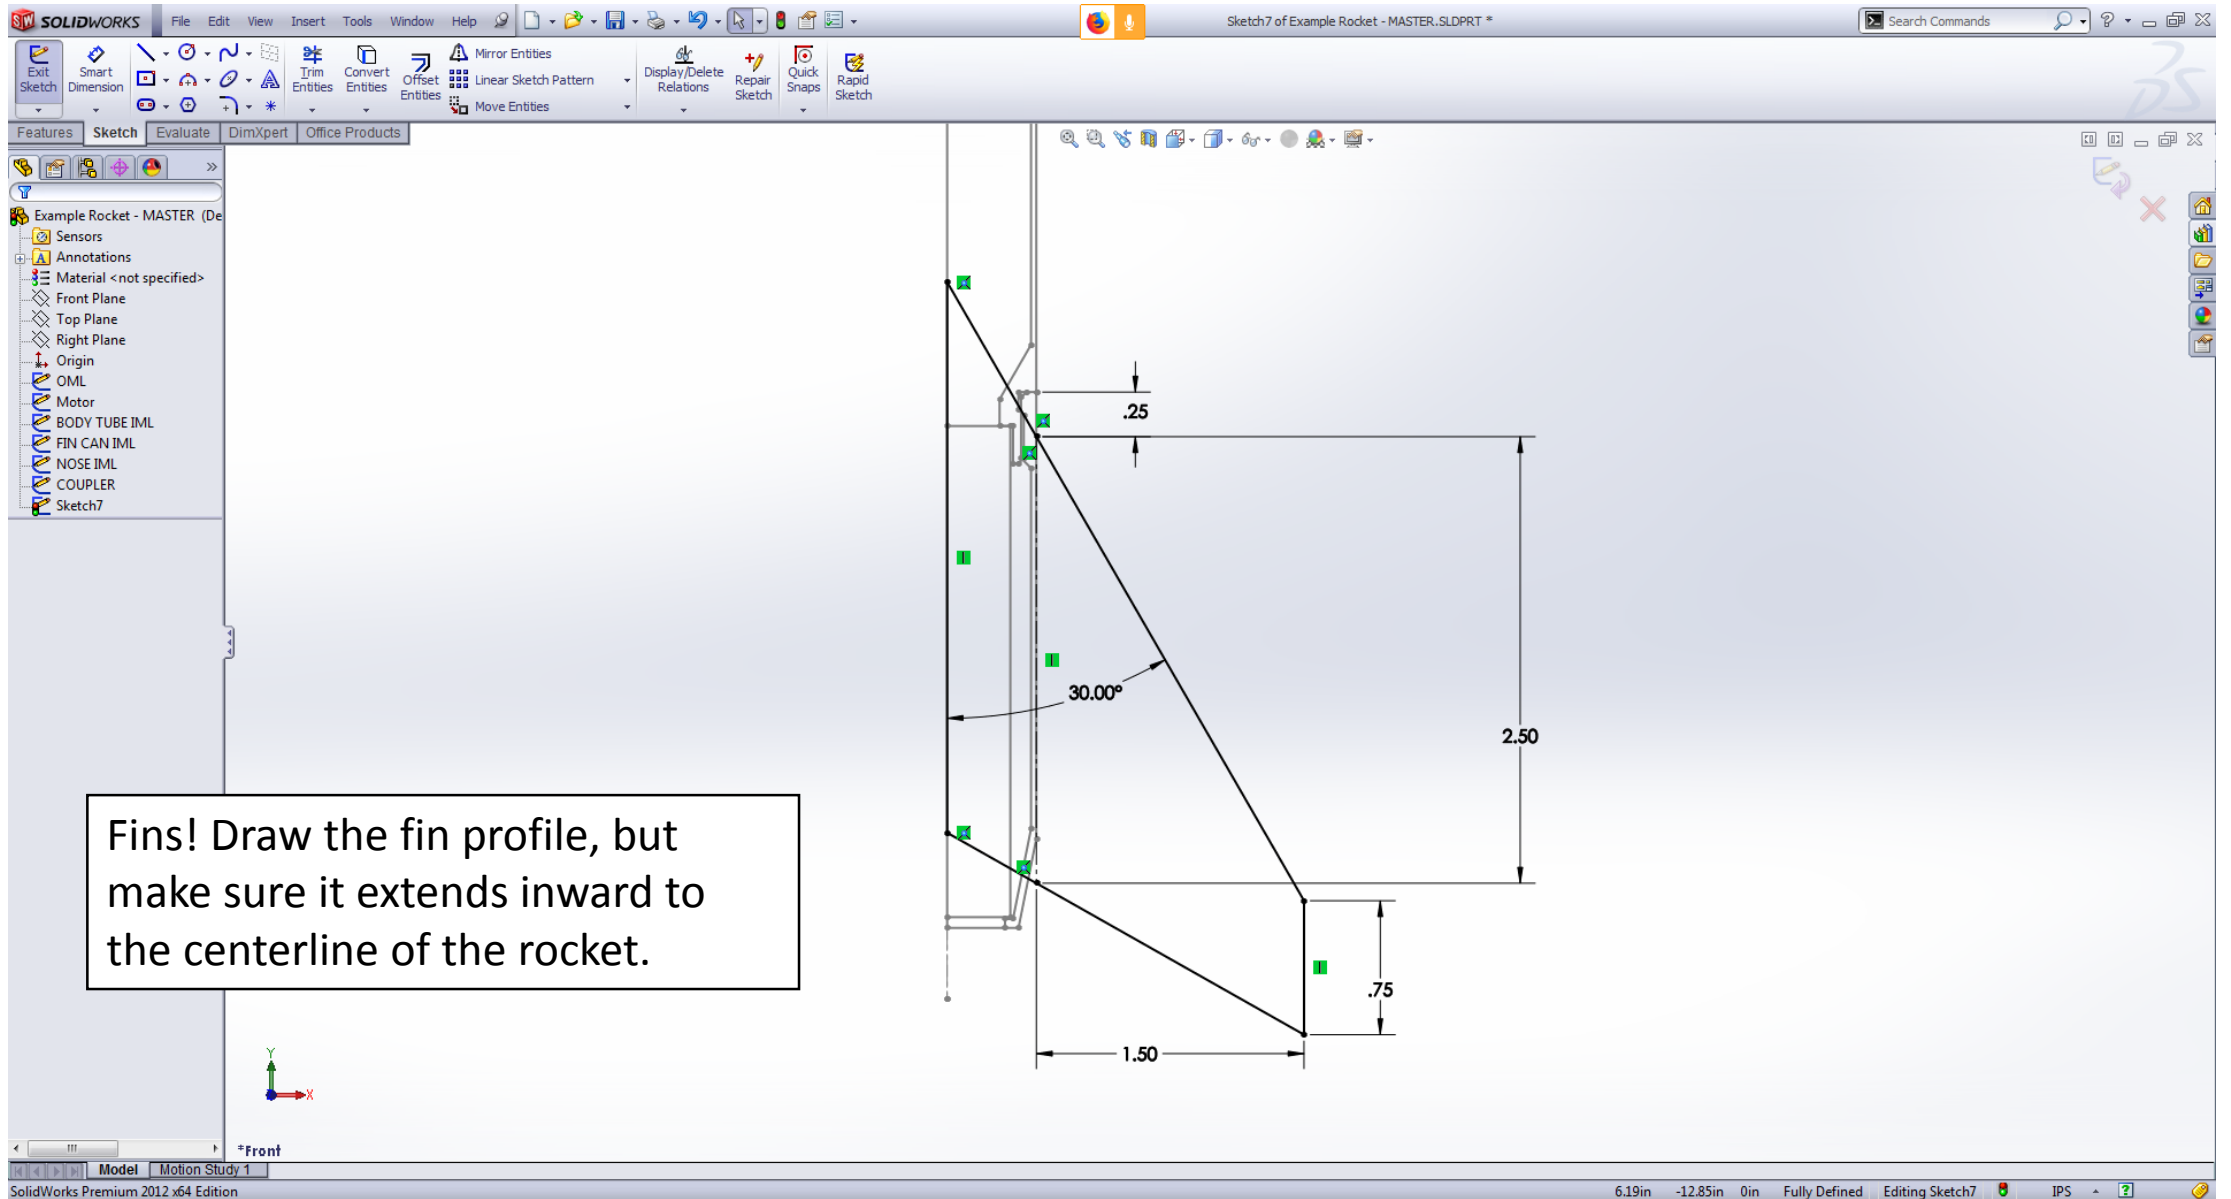 SOLIDWORKS File Edit View Insert Tools Window Help Sketch7 of Example Rocket - MASTER.SLDPRT * Search Commands
Exit Sketch Smart Dimension Trim Entities Convert Entities Offset Entities Mirror Entities Linear Sketch Pattern Move Entities Display/Delete Relations Repair Sketch Quick Snaps Rapid Sketch
Features Sketch Evaluate DimXpert Office Products
Example Rocket - MASTER (De
Sensors
Annotations
Material <not specified>
Front Plane
Top Plane
Right Plane
Origin
OML
Motor
BODY TUBE IML
FIN CAN IML
NOSE IML
COUPLER
Sketch7
.25
30.00°
2.50
.75
1.50
Fins! Draw the fin profile, but
make sure it extends inward to
the centerline of the rocket.
Y
X
*Front
Model Motion Study 1
SolidWorks Premium 2012 x64 Edition 6.19in -12.85in 0in Fully Defined Editing Sketch7 IPS